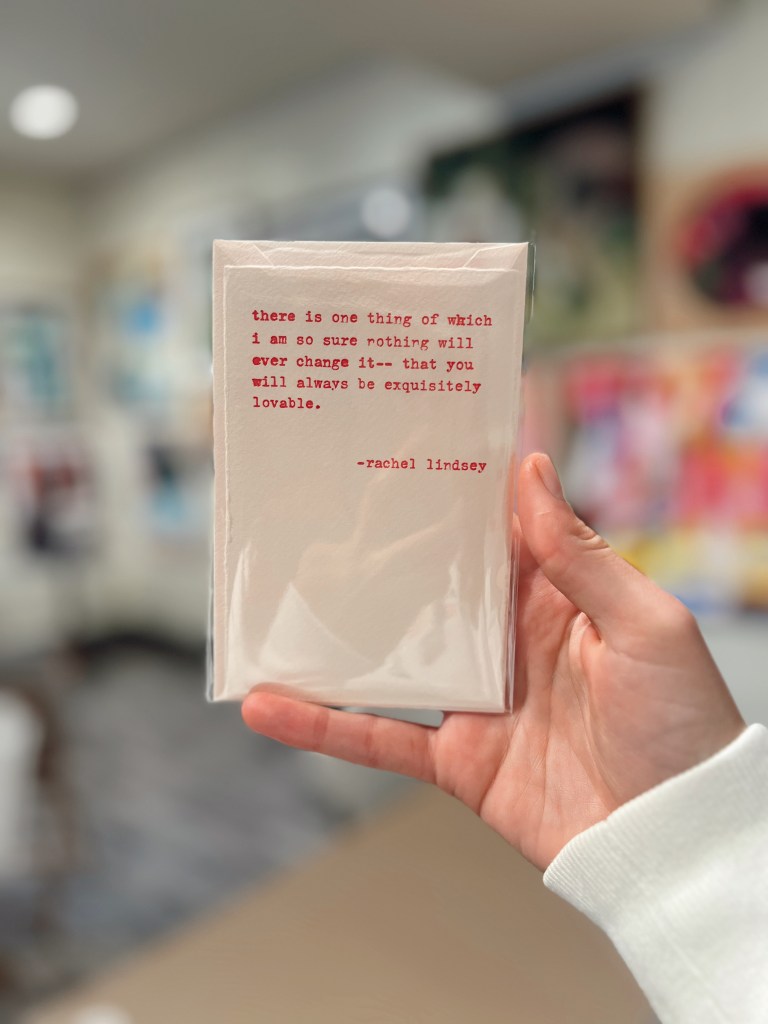 there is one thing of which
i am so sure nothing will
ever change it-- that you
will always be exquisitely
lovable.
-rachel lindsey